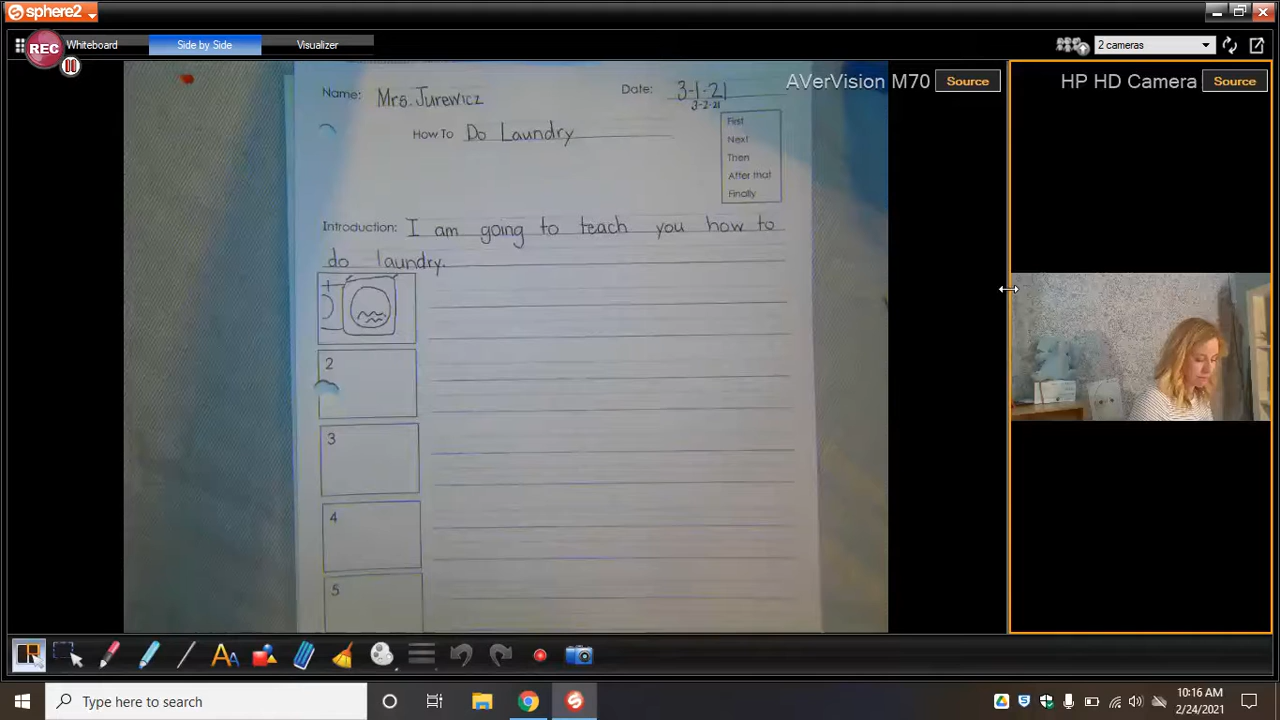 sphere2
REC
Whiteboard
Side by Side
Visualizer
2 cameras
AVerVision M70
Source
HP HD Camera
Source
Name: Mrs. Jurewicz
Date: 3-1-21
3-2-21
How To Do Laundry
First
Next
Then
After that
Finally
Introduction: I am going to teach you how to
do laundry.
2
3
4
5
Type here to search
10:16 AM
2/24/2021